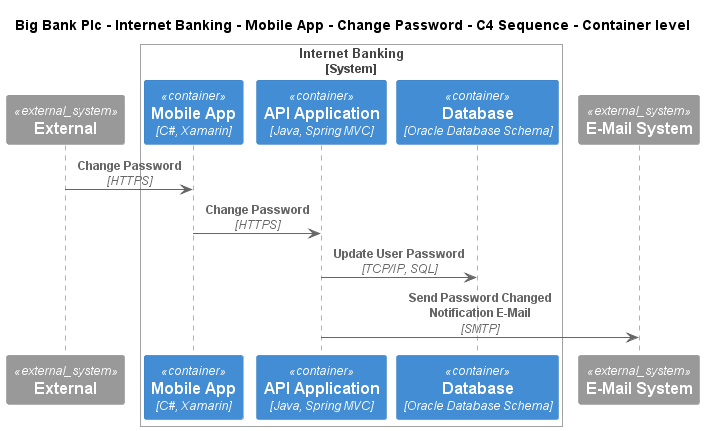 Big Bank Plc - Internet Banking - Mobile App - Change Password - C4 Sequence - Container level
Internet Banking
[System]
«external_system»
External
«container»
Mobile App
[C#, Xamarin]
«container»
API Application
[Java, Spring MVC]
«container»
Database
[Oracle Database Schema]
«external_system»
E-Mail System
Change Password
[HTTPS]
Change Password
[HTTPS]
Update User Password
[TCP/IP, SQL]
Send Password Changed
Notification E-Mail
[SMTP]
«external_system»
External
«container»
Mobile App
[C#, Xamarin]
«container»
API Application
[Java, Spring MVC]
«container»
Database
[Oracle Database Schema]
«external_system»
E-Mail System